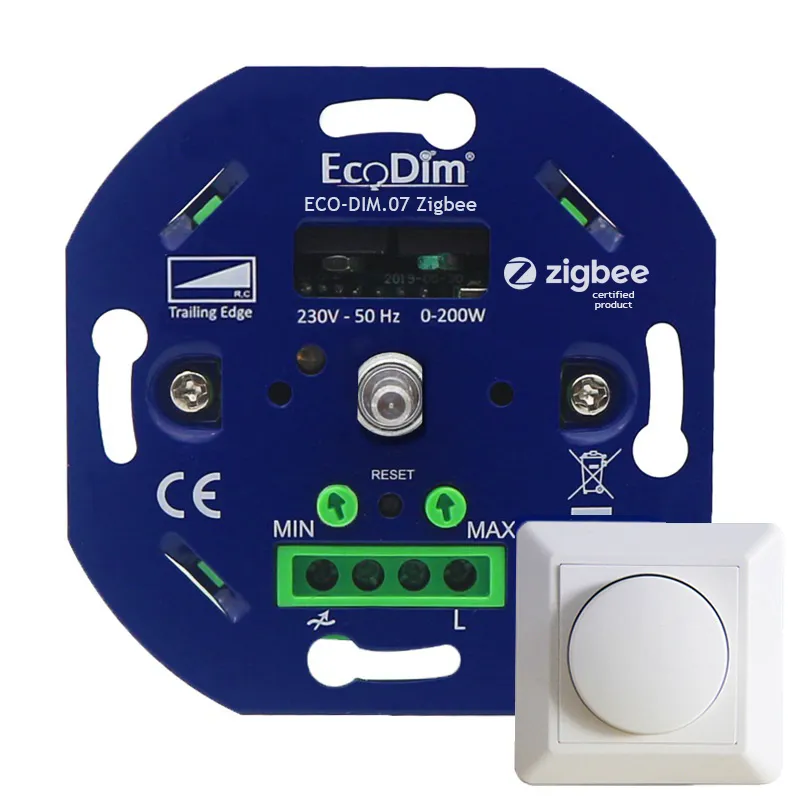 EcoDim®
ECO-DIM.07 Zigbee
zigbee
certified
product
R,C
Trailing Edge
230V - 50 Hz 0-200W
RESET
CE
MIN
MAX
L